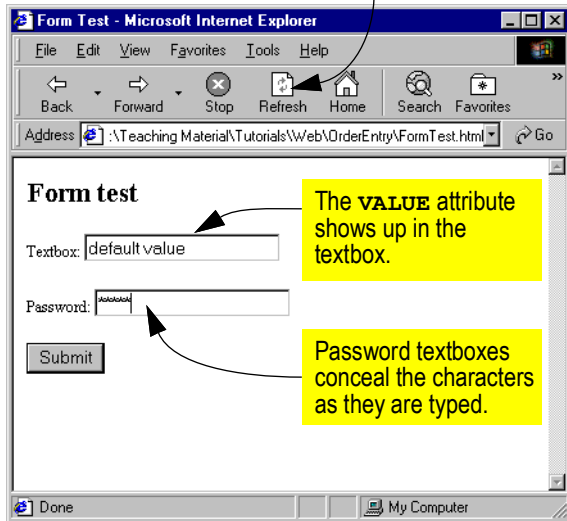 Form Test - Microsoft Internet Explorer
File Edit View Favorites Tools Help
Back Forward Stop Refresh Home Search Favorites »
Address :\Teaching Material\Tutorials\Web\OrderEntry\FormTest.html Go
Form test
Textbox: default value
The VALUE attribute
shows up in the
textbox.
Password: ******
Submit
Password textboxes
conceal the characters
as they are typed.
Done My Computer